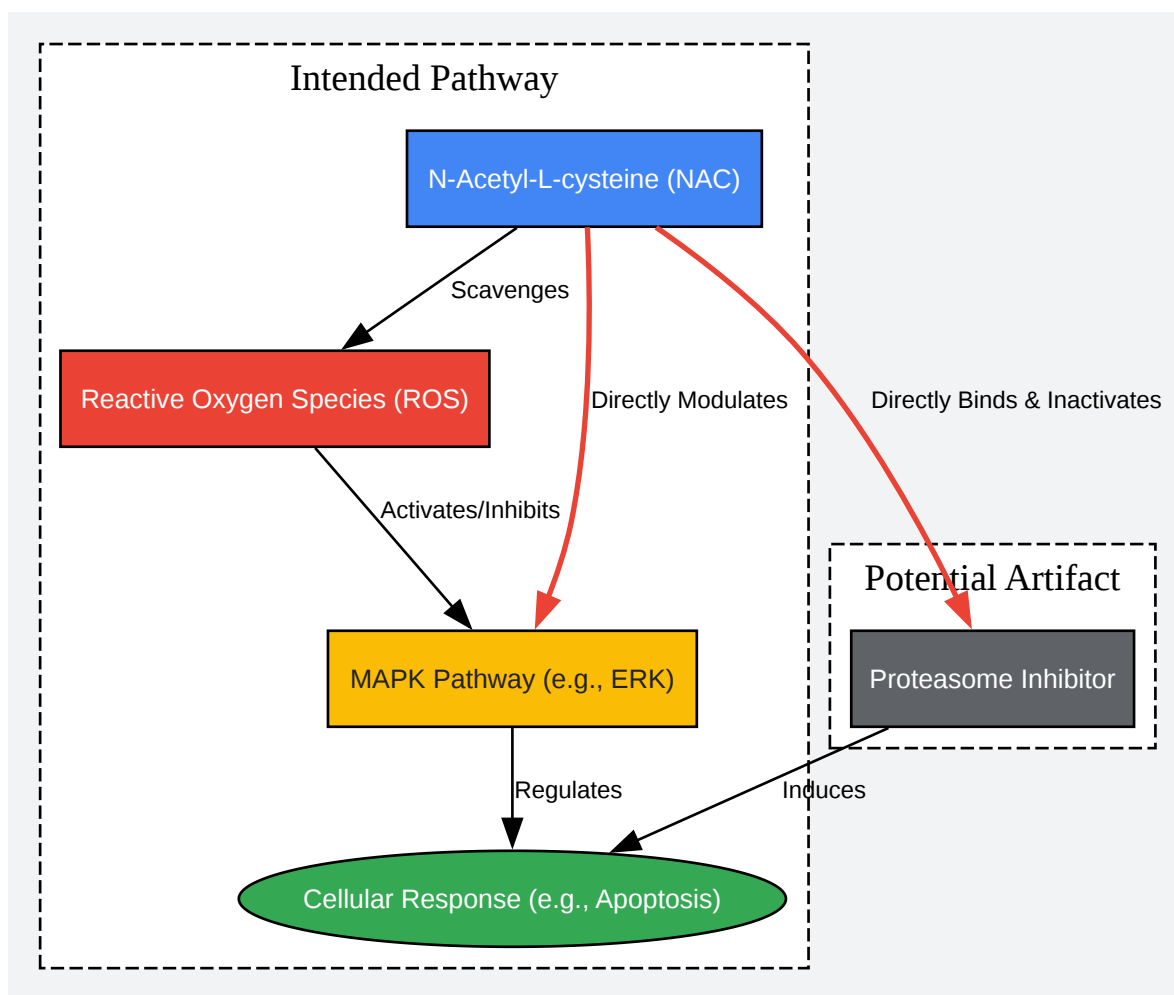 Intended Pathway
N-Acetyl-L-cysteine (NAC)
Scavenges
Reactive Oxygen Species (ROS)
Directly Modulates
Directly Binds & Inactivates
Activates/Inhibits
Potential Artifact
MAPK Pathway (e.g., ERK)
Proteasome Inhibitor
Regulates
Induces
Cellular Response (e.g., Apoptosis)